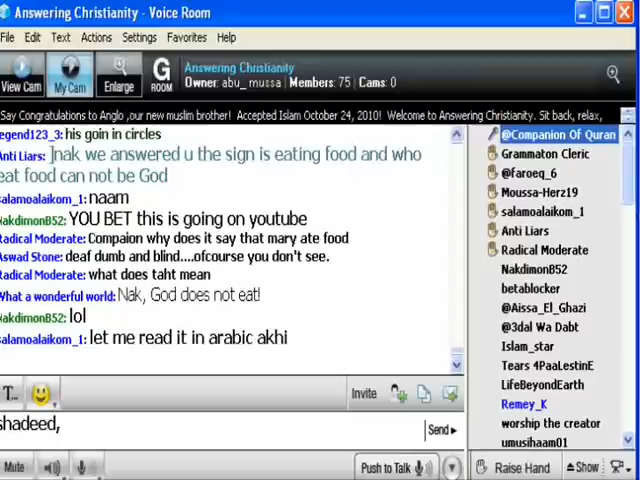 Answering Christianity - Voice Room
File Edit Text Actions Settings Favorites Help
View Cam My Cam Enlarge G ROOM
Answering Christianity
Owner: abu_mussa | Members: 75 | Cams: 0
Say Congratulations to Anglo ,our new muslim brother! Accepted Islam October 24, 2010! Welcome to Answering Christianity. Sit back, relax,
egend123_3: his goin in circles
Anti Liars: ]nak we answered u the sign is eating food and who
eat food can not be God
salamoalaikom_1: naam
NakdimonB52: YOU BET this is going on youtube
Radical Moderate: Compaion why does it say that mary ate food
Aswad Stone: deaf dumb and blind....ofcourse you don't see.
Radical Moderate: what does taht mean
What a wonderful world: Nak, God does not eat!
NakdimonB52: lol
salamoalaikom_1: let me read it in arabic akhi
@Companion Of Quran
Grammaton Cleric
@faroeq_6
Moussa-Herz19
salamoalaikom_1
Anti Liars
Radical Moderate
NakdimonB52
betablocker
@Aissa_El_Ghazi
@3dal Wa Dabt
Islam_star
Tears 4PaaLestinE
LifeBeyondEarth
Remey_K
worship the creator
umusihaam01
T... Invite
shadeed,
Send
Mute Push to Talk Raise Hand Show